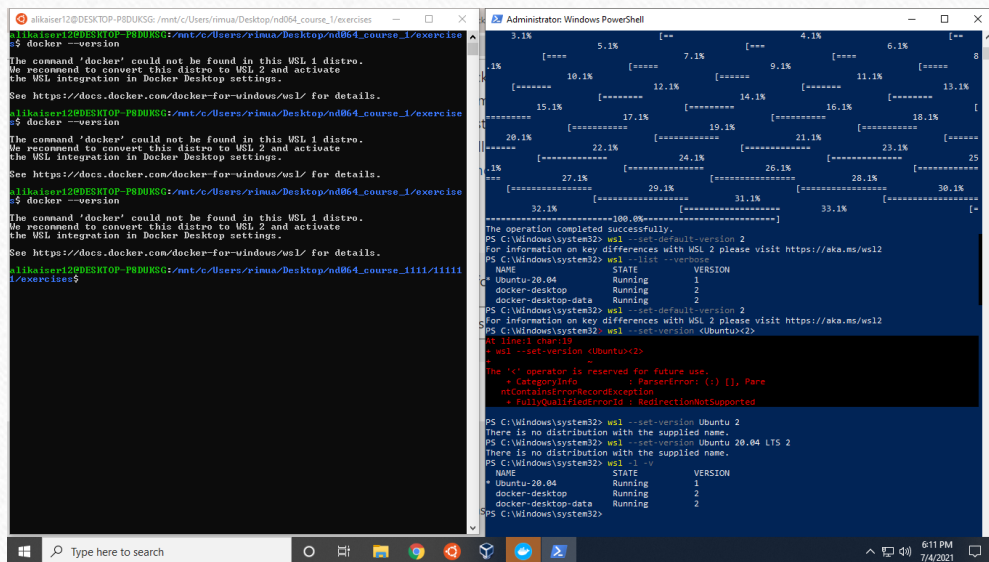 alikaiser12@DESKTOP-P8DUKSG: /mnt/c/Users/rimua/Desktop/nd064_course_1/exercises
alikaiser12@DESKTOP-P8DUKSG:/mnt/c/Users/rimua/Desktop/nd064_course_1/exercise
s$ docker --version
The command 'docker' could not be found in this WSL 1 distro.
We recommend to convert this distro to WSL 2 and activate
the WSL integration in Docker Desktop settings.
See https://docs.docker.com/docker-for-windows/wsl/ for details.
alikaiser12@DESKTOP-P8DUKSG:/mnt/c/Users/rimua/Desktop/nd064_course_1/exercise
s$ docker --version
The command 'docker' could not be found in this WSL 1 distro.
We recommend to convert this distro to WSL 2 and activate
the WSL integration in Docker Desktop settings.
See https://docs.docker.com/docker-for-windows/wsl/ for details.
alikaiser12@DESKTOP-P8DUKSG:/mnt/c/Users/rimua/Desktop/nd064_course_1/exercise
s$ docker --version
The command 'docker' could not be found in this WSL 1 distro.
We recommend to convert this distro to WSL 2 and activate
the WSL integration in Docker Desktop settings.
See https://docs.docker.com/docker-for-windows/wsl/ for details.
alikaiser12@DESKTOP-P8DUKSG:/mnt/c/Users/rimua/Desktop/nd064_course_1111/11111
1/exercises$
Administrator: Windows PowerShell
3.1% [== 4.1% [==
5.1% [=== 6.1%
[==== 7.1% [==== 8
.1% [===== 9.1% [=====
10.1% [====== 11.1%
[======= 12.1% [======= 13.1%
[======== 14.1% [========
15.1% [========= 16.1% [
========= 17.1% [========== 18.1%
[=========== 19.1% [===========
20.1% [============ 21.1% [======
====== 22.1% [============= 23.1%
[============= 24.1% [============== 25
.1% [=============== 26.1% [============
=== 27.1% [================ 28.1%
[================ 29.1% [================ 30.1%
[================= 31.1% [==================
32.1% [================== 33.1% [=
==========================100.0%==========================]
The operation completed successfully.
PS C:\Windows\system32> wsl --set-default-version 2
For information on key differences with WSL 2 please visit https://aka.ms/wsl2
PS C:\Windows\system32> wsl --list --verbose
NAME STATE VERSION
* Ubuntu-20.04 Running 1
docker-desktop Running 2
docker-desktop-data Running 2
PS C:\Windows\system32> wsl --set-default-version 2
For information on key differences with WSL 2 please visit https://aka.ms/wsl2
PS C:\Windows\system32> wsl --set-version <Ubuntu><2>
At line:1 char:19
+ wsl --set-version <Ubuntu><2>
+ ~
The '<' operator is reserved for future use.
+ CategoryInfo : ParserError: (:) [], Pare
ntContainsErrorRecordException
+ FullyQualifiedErrorId : RedirectionNotSupported
PS C:\Windows\system32> wsl --set-version Ubuntu 2
There is no distribution with the supplied name.
PS C:\Windows\system32> wsl --set-version Ubuntu 20.04 LTS 2
There is no distribution with the supplied name.
PS C:\Windows\system32> wsl -l -v
NAME STATE VERSION
* Ubuntu-20.04 Running 1
docker-desktop Running 2
docker-desktop-data Running 2
PS C:\Windows\system32>
Type here to search
6:11 PM
7/4/2021